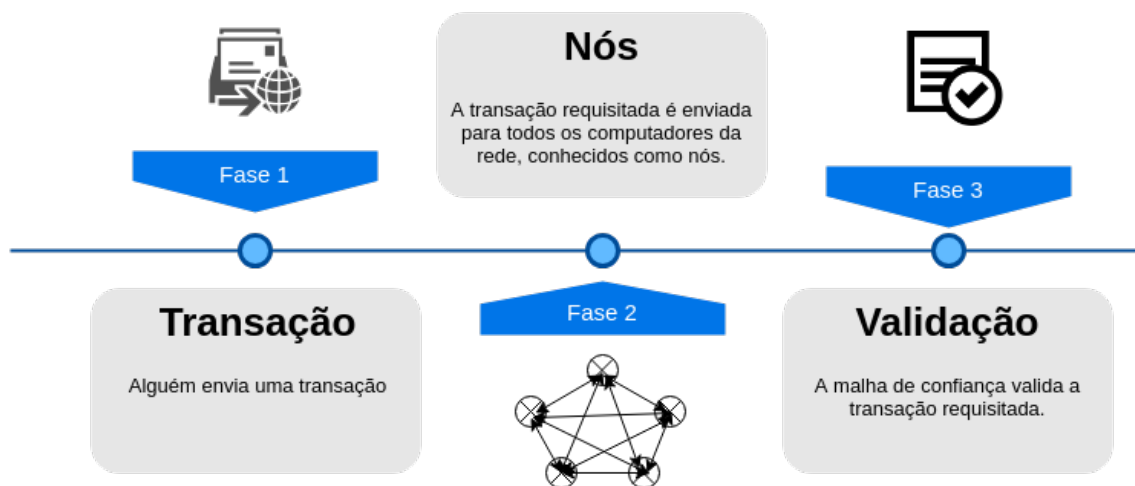 Fase 1
Transação
Alguém envia uma transação
Nós
A transação requisitada é enviada
para todos os computadores da
rede, conhecidos como nós.
Fase 2
Fase 3
Validação
A malha de confiança valida a
transação requisitada.